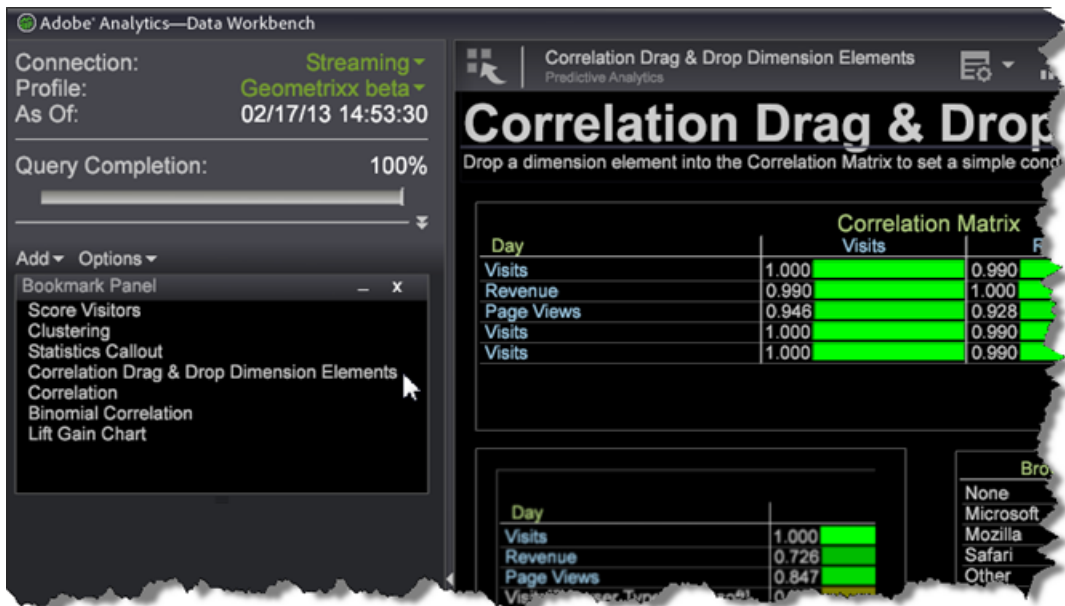 Adobe® Analytics—Data Workbench
Connection: Streaming
Profile: Geometrixx beta
As Of: 02/17/13 14:53:30
Query Completion: 100%
Add Options
Bookmark Panel _ x
Score Visitors
Clustering
Statistics Callout
Correlation Drag & Drop Dimension Elements
Correlation
Binomial Correlation
Lift Gain Chart
Correlation Drag & Drop Dimension Elements
Predictive Analytics
Correlation Drag & Drop
Drop a dimension element into the Correlation Matrix to set a simple cond
Correlation Matrix
Day Visits R
Visits 1.000 0.990
Revenue 0.990 1.000
Page Views 0.946 0.928
Visits 1.000 0.990
Visits 1.000 0.990
Day
Visits 1.000
Revenue 0.726
Page Views 0.847
Bro
None
Microsoft
Mozilla
Safari
Other